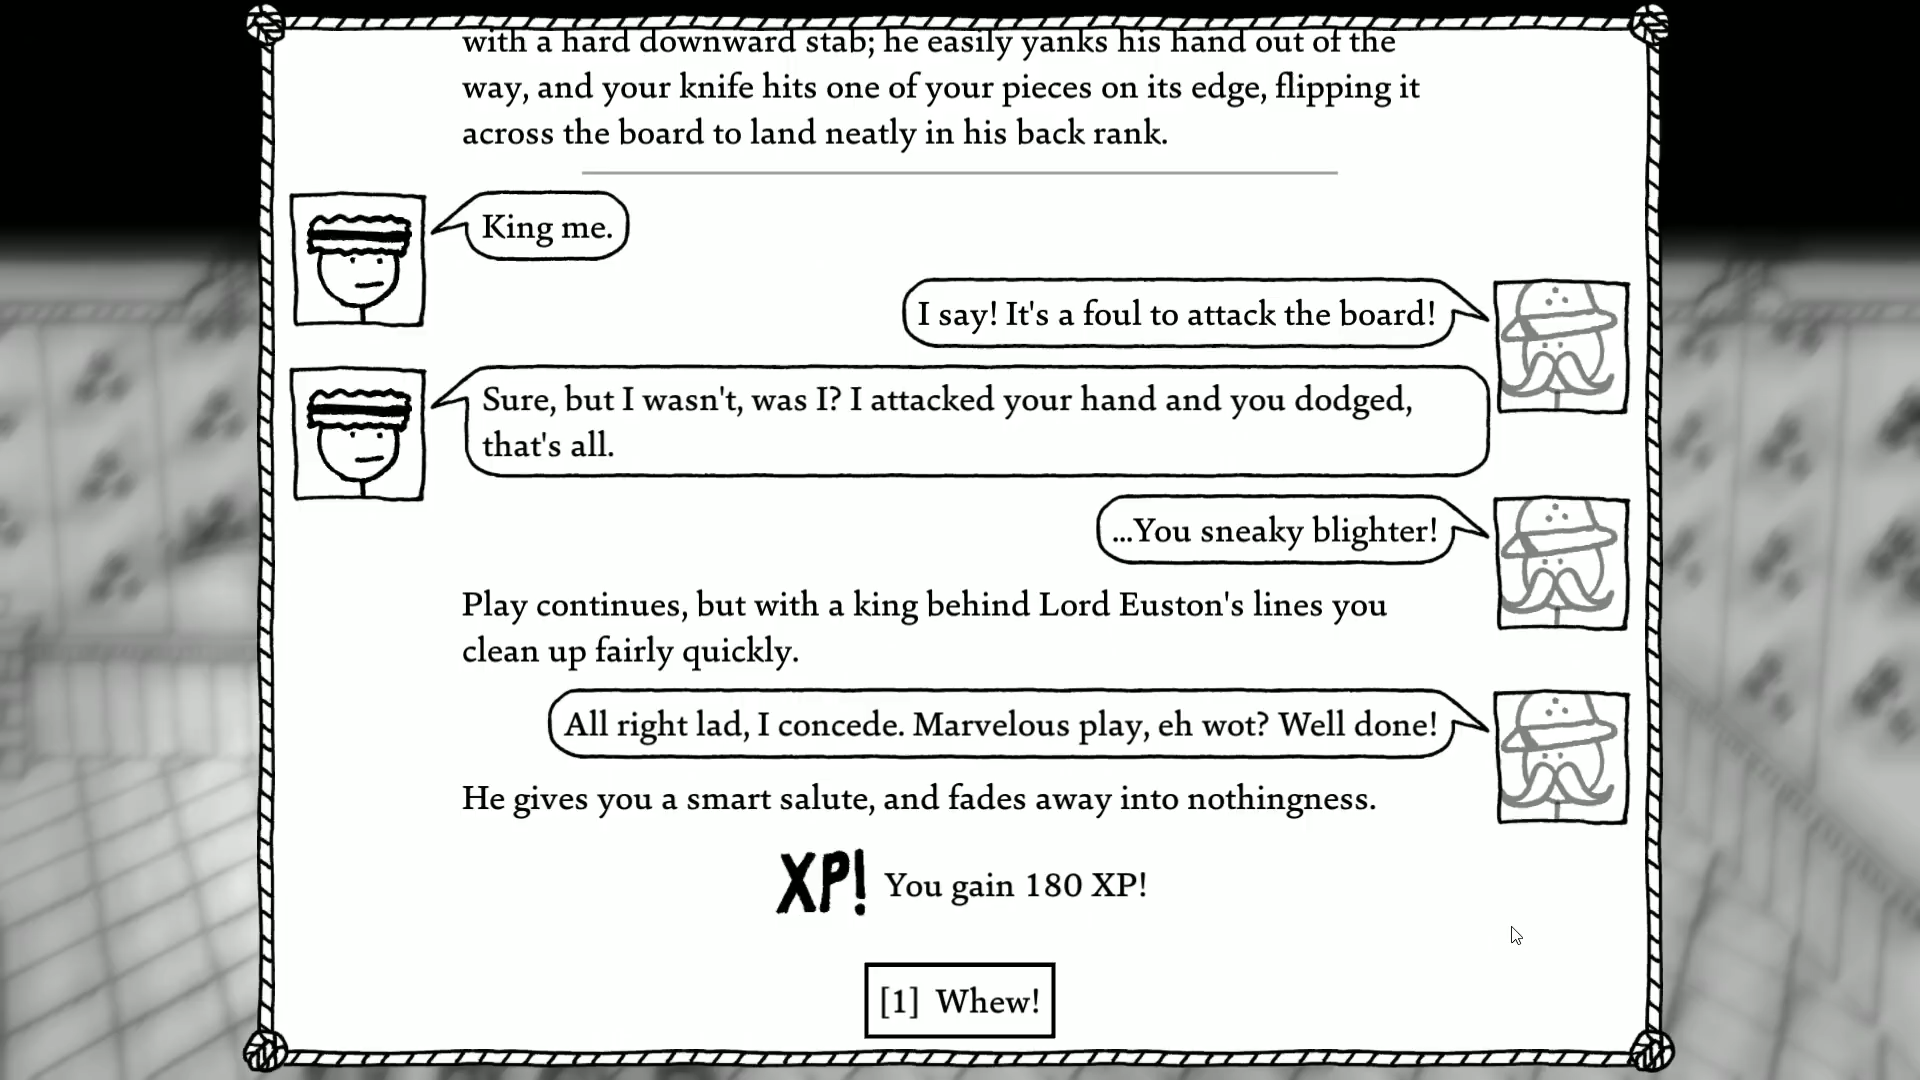 with a hard downward stab; he easily yanks his hand out of the
way, and your knife hits one of your pieces on its edge, flipping it
across the board to land neatly in his back rank.
King me.
I say! It's a foul to attack the board!
Sure, but I wasn't, was I? I attacked your hand and you dodged,
that's all.
...You sneaky blighter!
Play continues, but with a king behind Lord Euston's lines you
clean up fairly quickly.
All right lad, I concede. Marvelous play, eh wot? Well done!
He gives you a smart salute, and fades away into nothingness.
XP! You gain 180 XP!
[1] Whew!